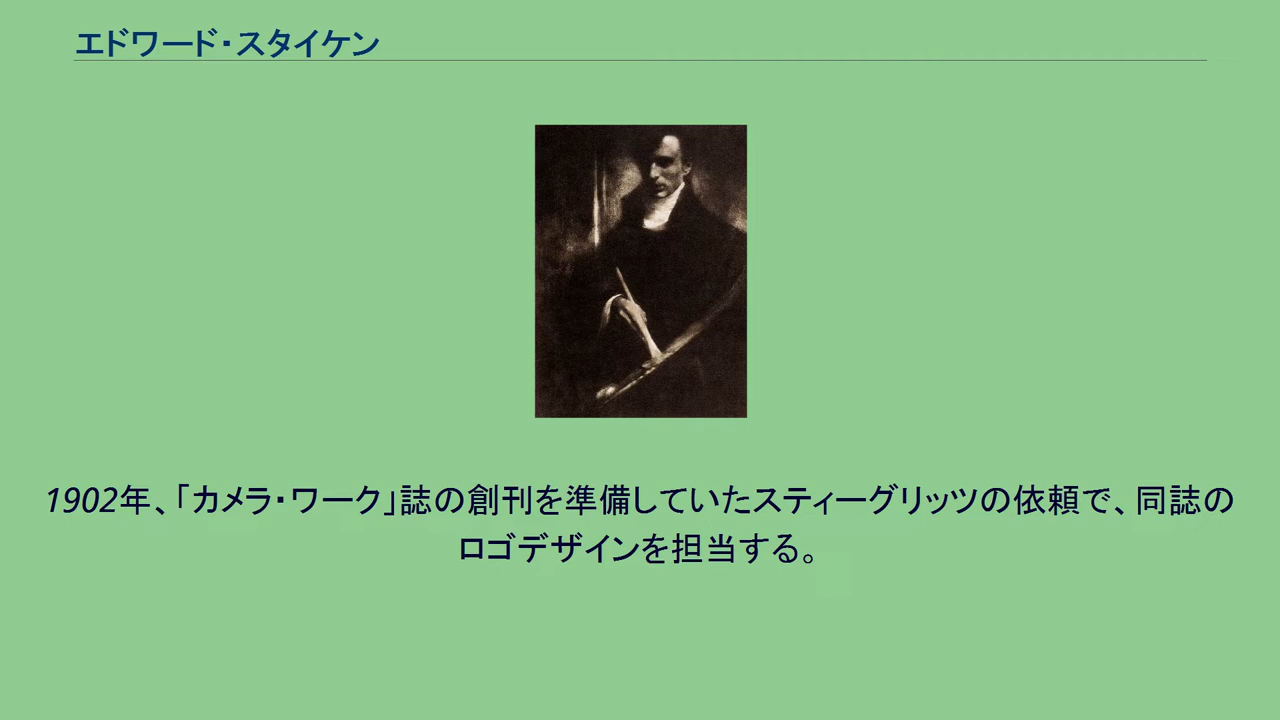 エドワード・スタイケン
1902年、「カメラ・ワーク」誌の創刊を準備していたスティーグリッツの依頼で、同誌の
ロゴデザインを担当する。